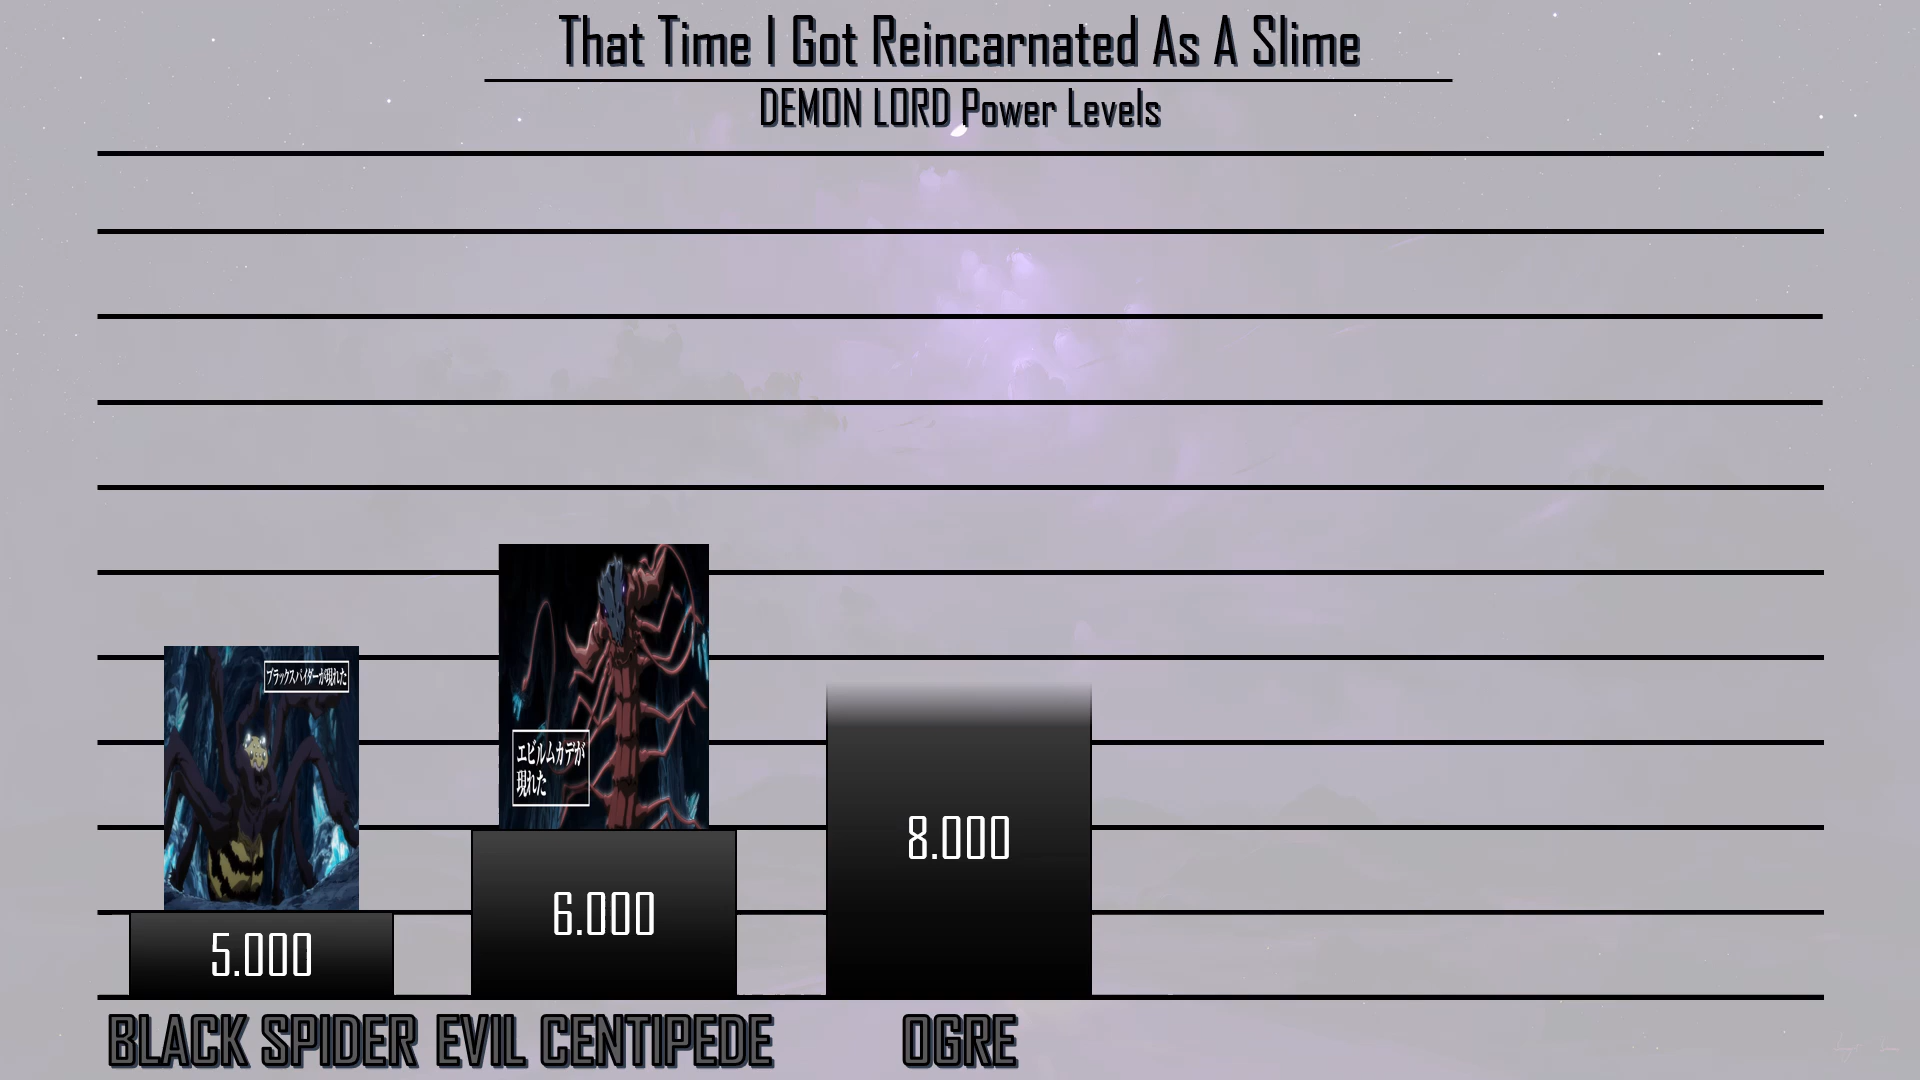 That Time I Got Reincarnated As A Slime
DEMON LORD Power Levels
ブラックスパイダーが現れた
エビルムカデが
現れた
8.000
6.000
5.000
BLACK SPIDER
EVIL CENTIPEDE
OGRE